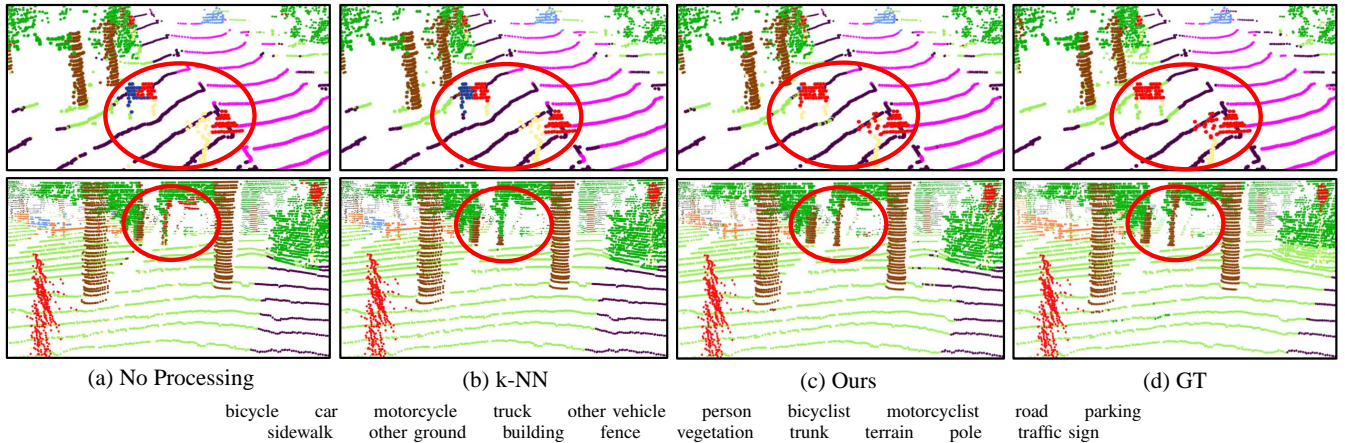 (a) No Processing (b) k-NN (c) Ours (d) GT
bicycle car motorcycle truck other vehicle person bicyclist motorcyclist road parking
sidewalk other ground building fence vegetation trunk terrain pole traffic sign